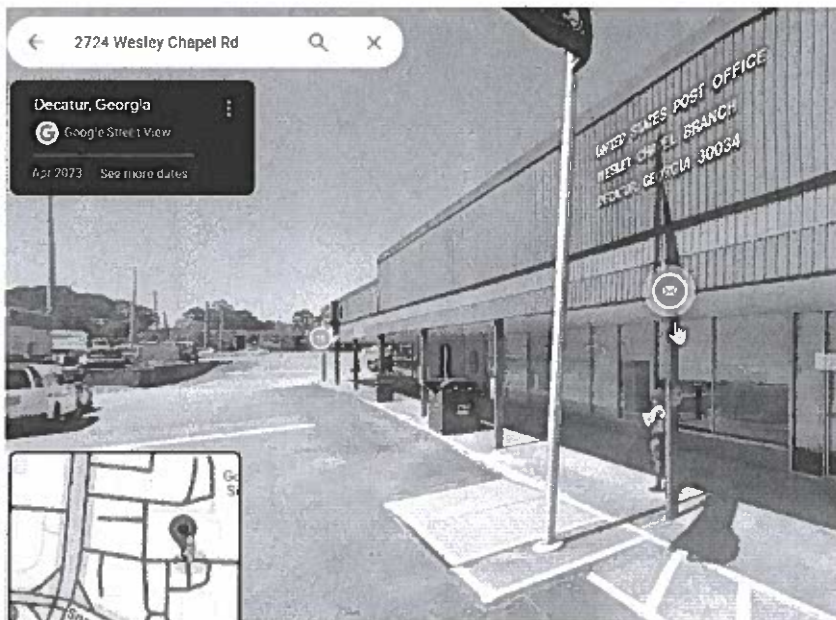 2724 Wesley Chapel Rd
Decatur, Georgia
Google Street View
Apr 2023 See more dates
UNITED STATES POST OFFICE
WESLEY CHAPEL BRANCH
DECATUR, GEORGIA 30034